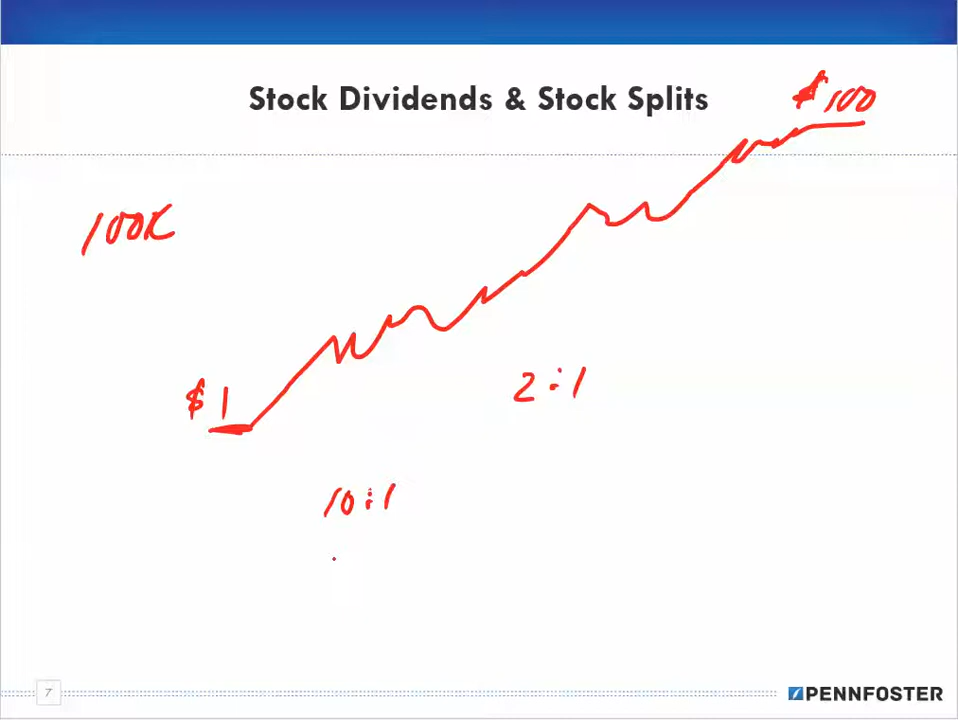 Stock Dividends & Stock Splits
$100
100K
$1
2:1
10:1
7
PENNFOSTER